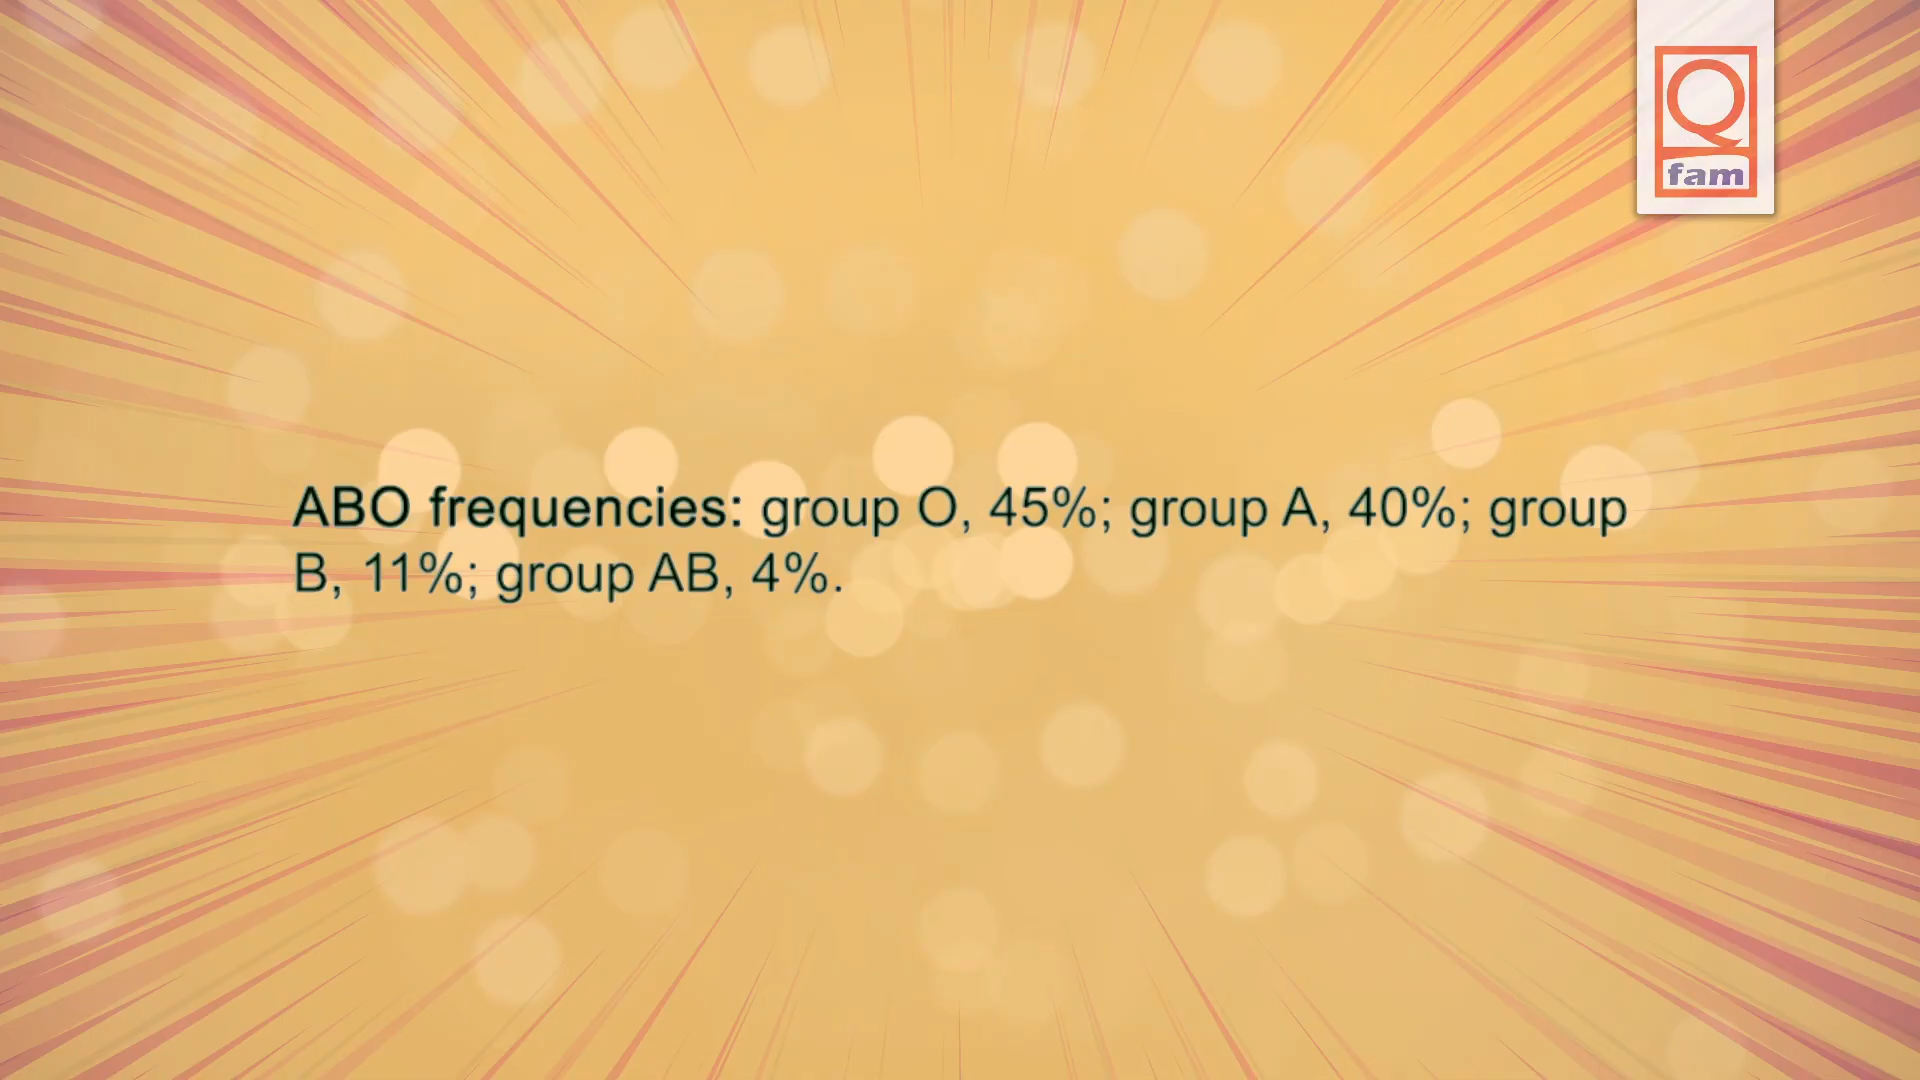 Q
fam
ABO frequencies: group O, 45%; group A, 40%; group
B, 11%; group AB, 4%.